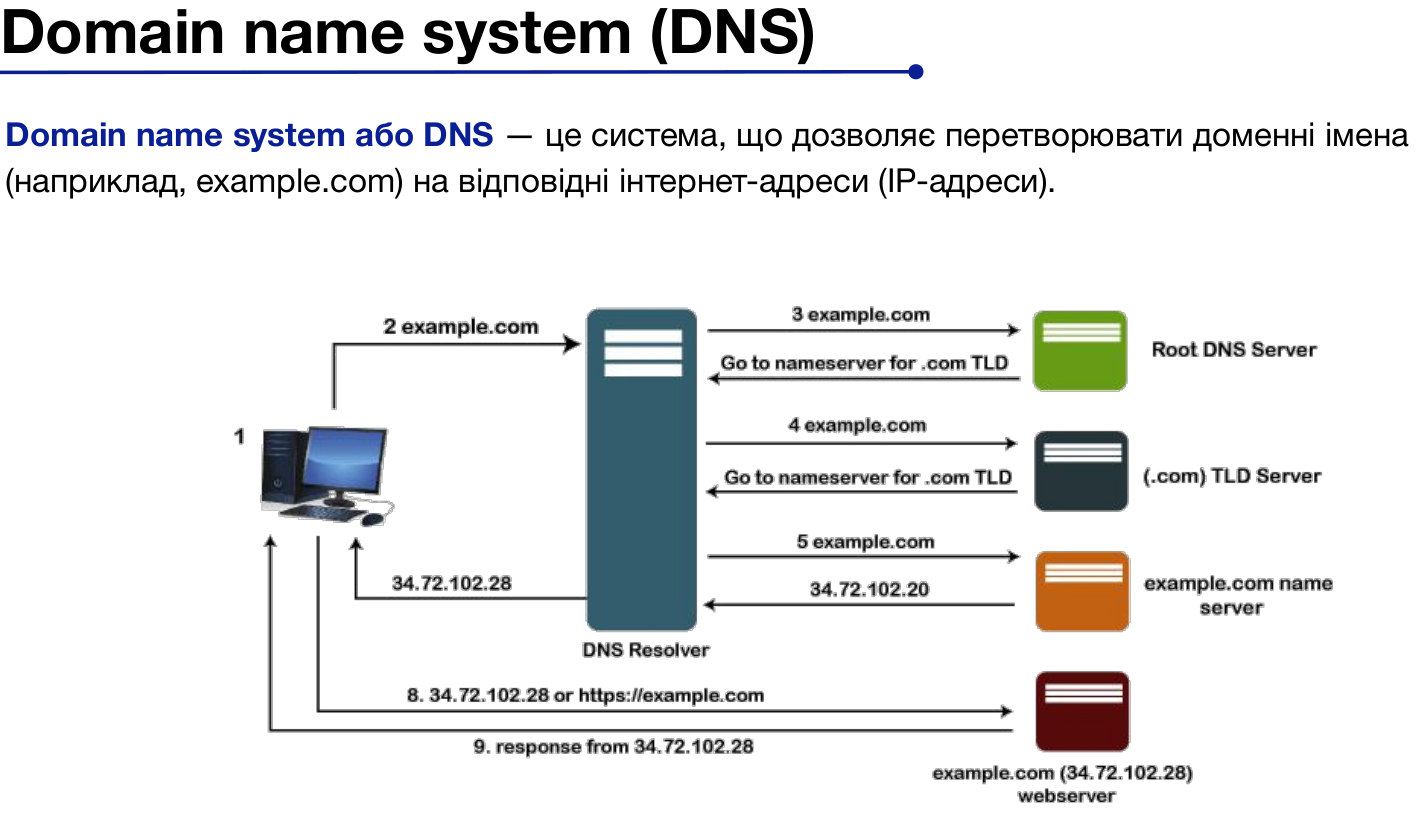 Domain name system (DNS)
Domain name system або DNS — це система, що дозволяє перетворювати доменні імена
(наприклад, example.com) на відповідні інтернет-адреси (IP-адреси).
2 example.com
3 example.com
Go to nameserver for .com TLD
Root DNS Server
1
4 example.com
Go to nameserver for .com TLD
(.com) TLD Server
5 example.com
34.72.102.28
34.72.102.20
example.com name
server
DNS Resolver
8. 34.72.102.28 or https://example.com
9. response from 34.72.102.28
example.com (34.72.102.28)
webserver